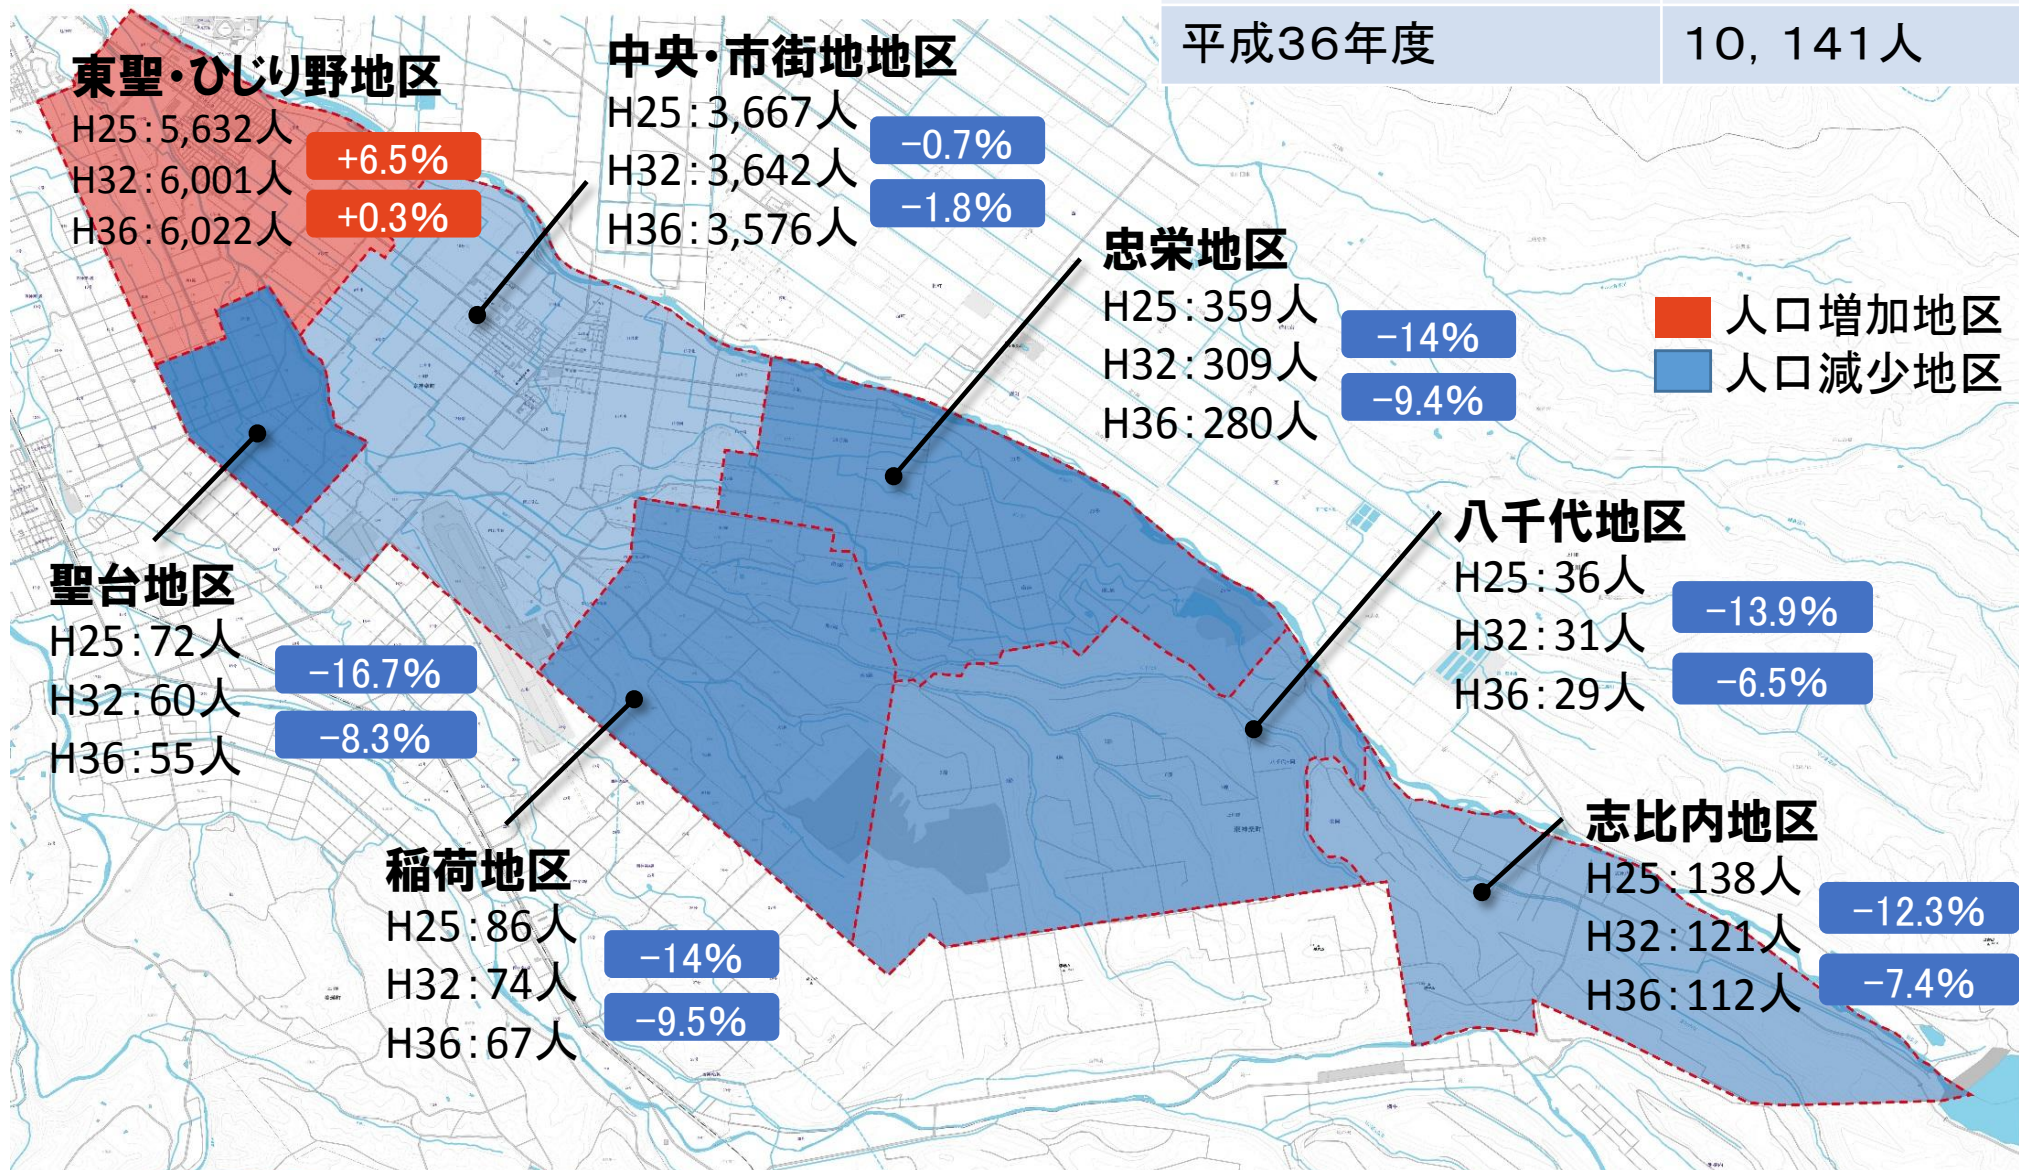 平成36年度 10，141人
東聖・ひじり野地区
H25：5,632人
H32：6,001人
H36：6,022人
+6.5%
+0.3%
中央・市街地地区
H25：3,667人
H32：3,642人
H36：3,576人
−0.7%
−1.8%
忠栄地区
H25：359人
H32：309人
H36：280人
−14%
−9.4%
人口増加地区
人口減少地区
八千代地区
H25：36人
H32：31人
H36：29人
−13.9%
−6.5%
聖台地区
H25：72人
H32：60人
H36：55人
−16.7%
−8.3%
稲荷地区
H25：86人
H32：74人
H36：67人
−14%
−9.5%
志比内地区
H25：138人
H32：121人
H36：112人
−12.3%
−7.4%